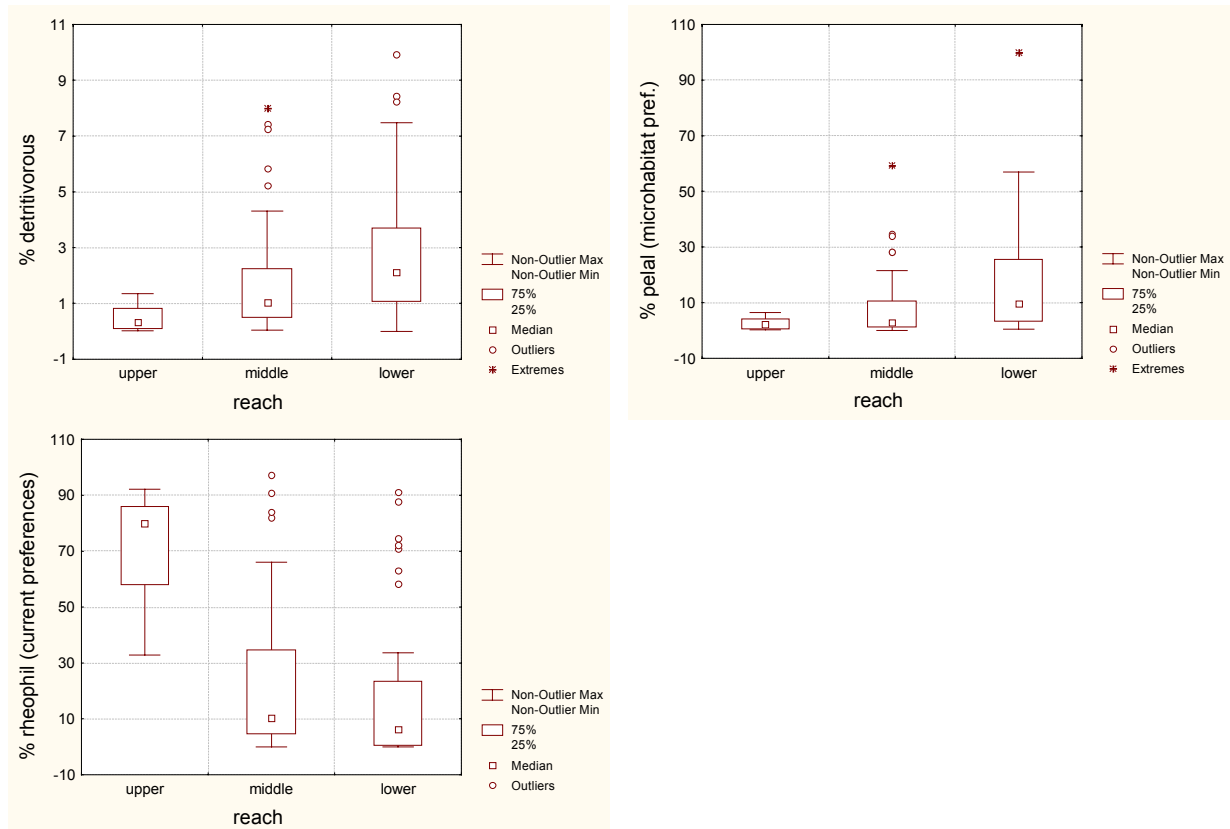 % detritivorous
11
9
7
5
3
1
-1
upper middle lower
reach
Non-Outlier Max
Non-Outlier Min
75%
25%
Median
Outliers
Extremes
% pelal (microhabitat pref.)
110
90
70
50
30
10
-10
upper middle lower
reach
Non-Outlier Max
Non-Outlier Min
75%
25%
Median
Outliers
Extremes
% rheophil (current preferences)
110
90
70
50
30
10
-10
upper middle lower
reach
Non-Outlier Max
Non-Outlier Min
75%
25%
Median
Outliers